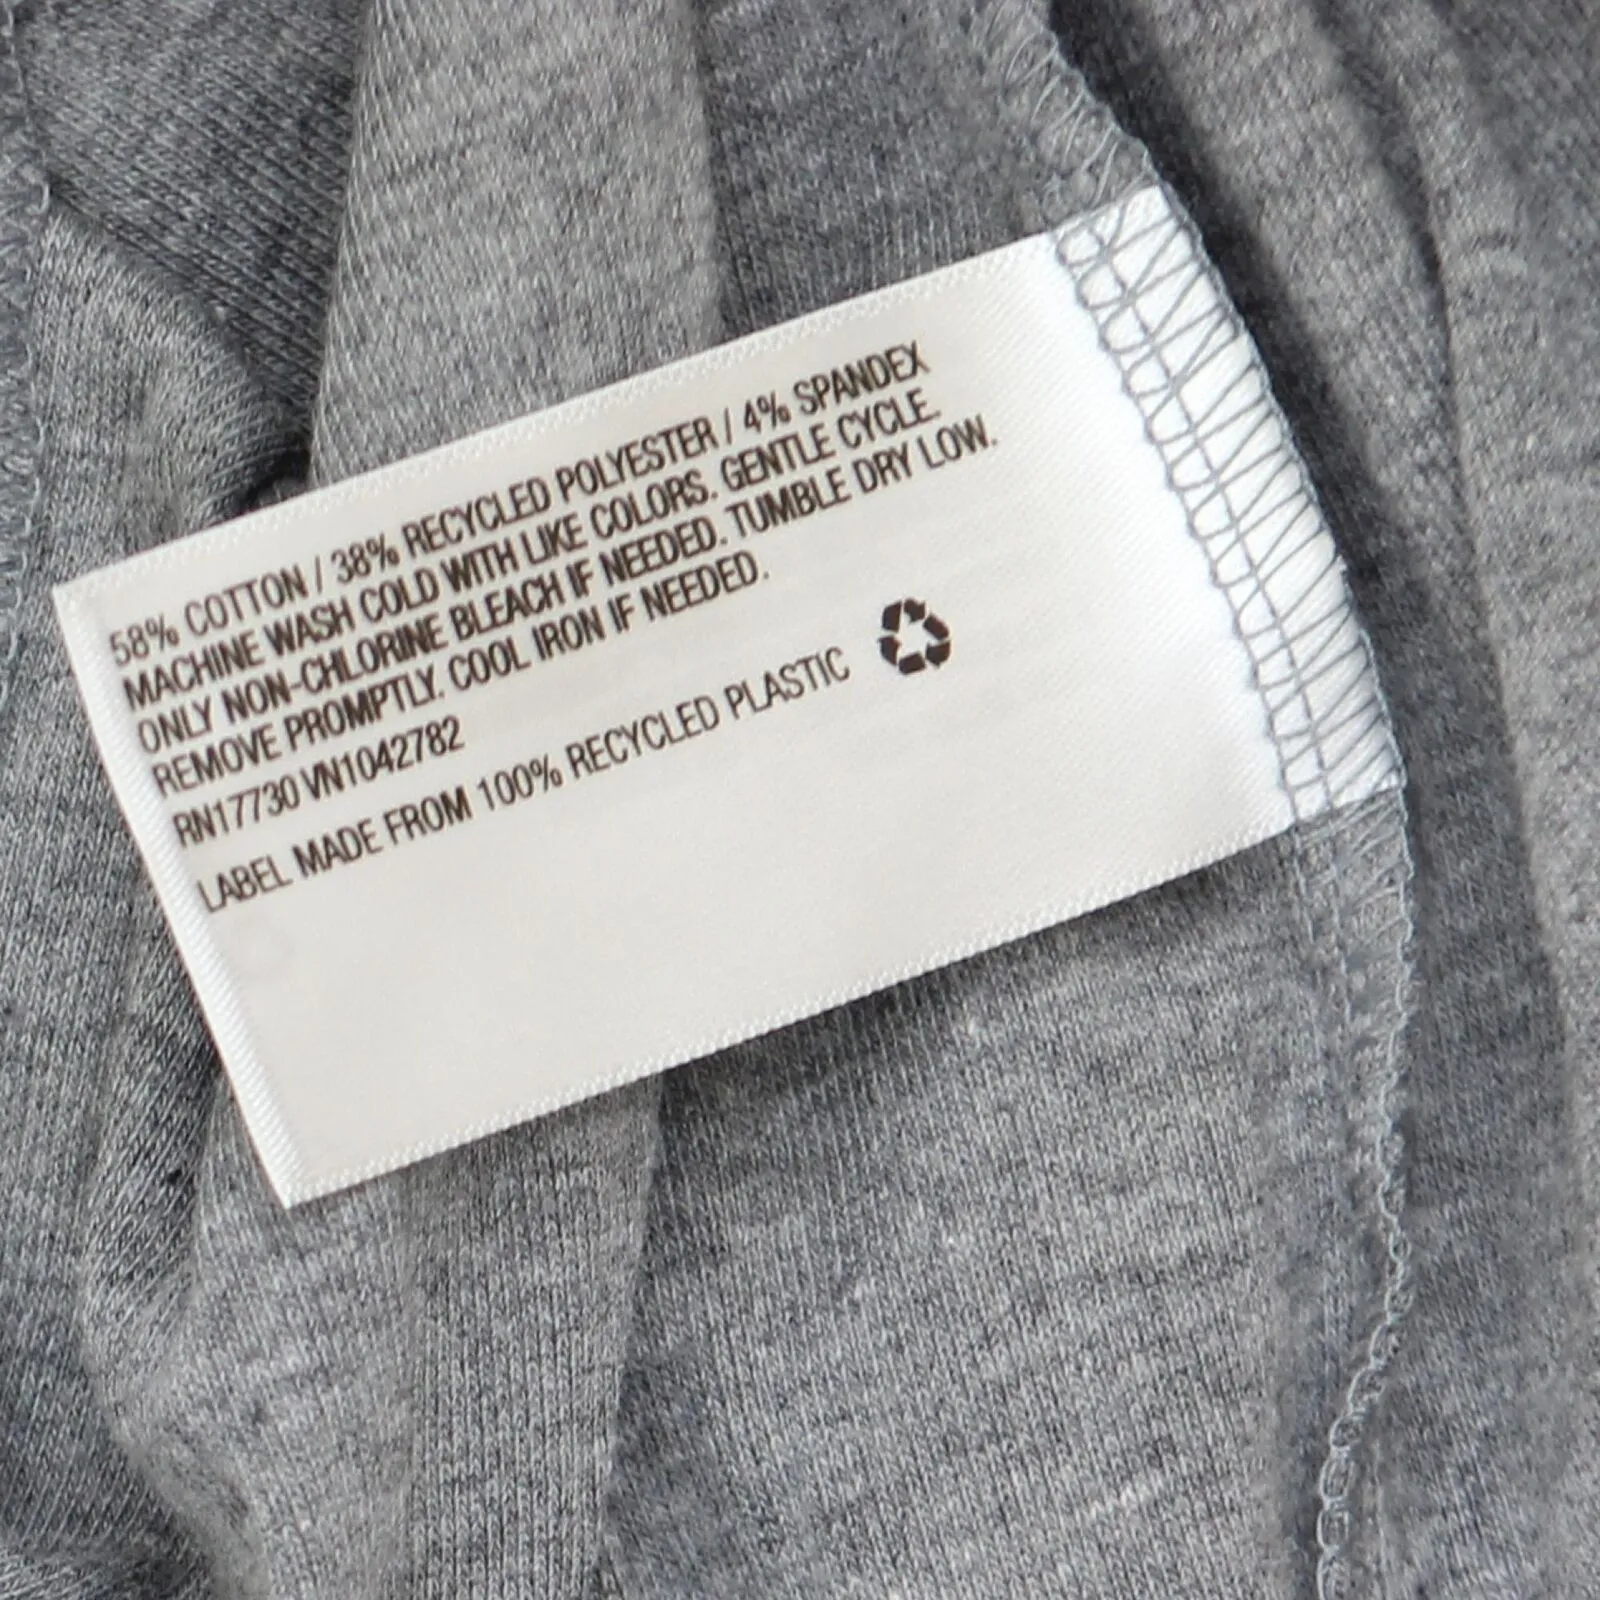 58% COTTON / 38% RECYCLED POLYESTER / 4% SPANDEX
MACHINE WASH COLD WITH LIKE COLORS. GENTLE CYCLE.
ONLY NON-CHLORINE BLEACH IF NEEDED. TUMBLE DRY LOW.
REMOVE PROMPTLY. COOL IRON IF NEEDED.
RN17730 VN1042782
LABEL MADE FROM 100% RECYCLED PLASTIC